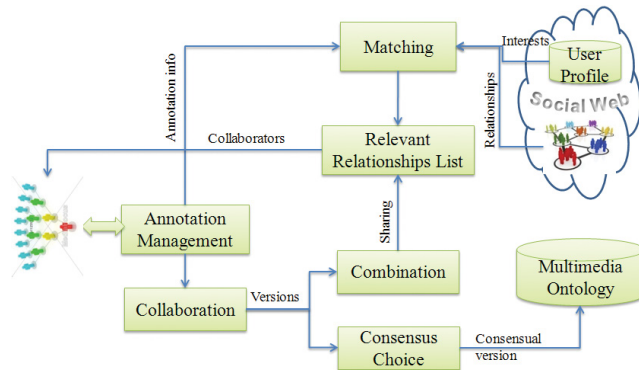 Matching
Interests
User
Profile
Annotation info
Relationships
Social Web
Collaborators
Relevant
Relationships List
Annotation
Management
Sharing
Combination
Multimedia
Ontology
Collaboration
Versions
Consensus
Choice
Consensual
version